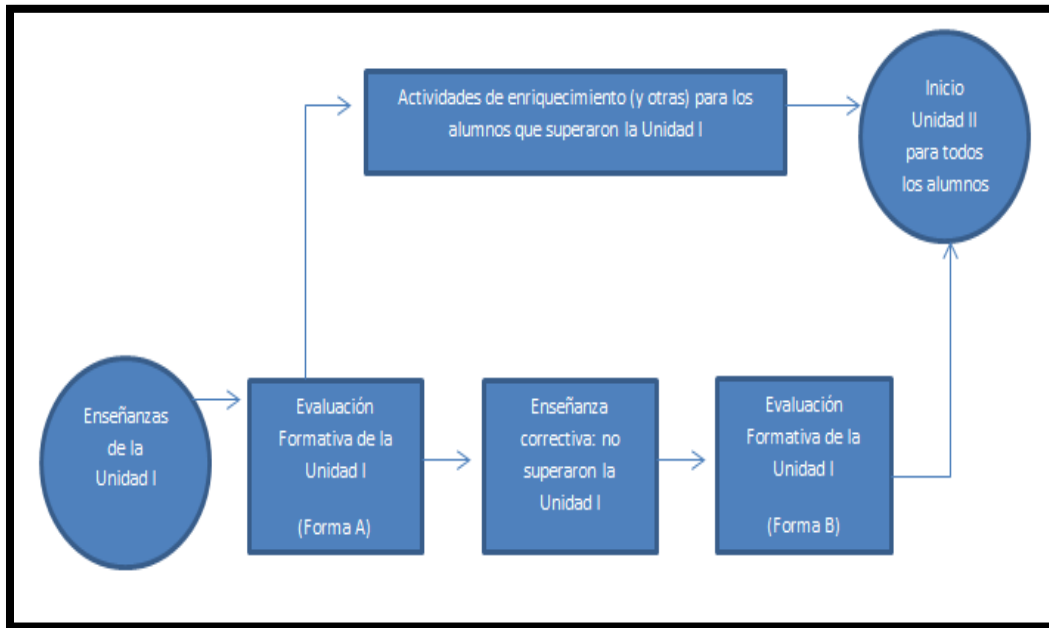 Actividades de enriquecimiento (y otras) para los
alumnos que superaron la Unidad I
Inicio
Unidad II
para todos
los alumnos
Enseñanzas
de la
Unidad I
Evaluación
Formativa de la
Unidad I
(Forma A)
Enseñanza
correctiva: no
superaron la
Unidad I
Evaluación
Formativa de la
Unidad I
(Forma B)